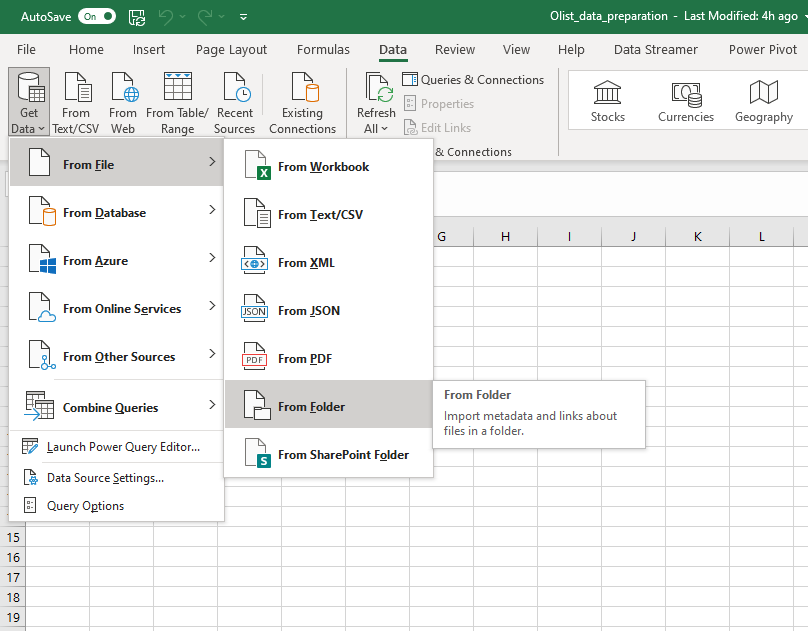 AutoSave On Olist_data_preparation - Last Modified: 4h ago
File Home Insert Page Layout Formulas Data Review View Help Data Streamer Power Pivot
Get Data
From Text/CSV
From Web
From Table/ Range
Recent Sources
Existing Connections
Refresh All
Queries & Connections
Properties
Edit Links
& Connections
Stocks
Currencies
Geography
From File
From Database
From Azure
From Online Services
From Other Sources
Combine Queries
Launch Power Query Editor...
Data Source Settings...
Query Options
From Workbook
From Text/CSV
From XML
JSON From JSON
PDF From PDF
From Folder
From SharePoint Folder
From Folder
Import metadata and links about
files in a folder.
G H I J K L
15
16
17
18
19